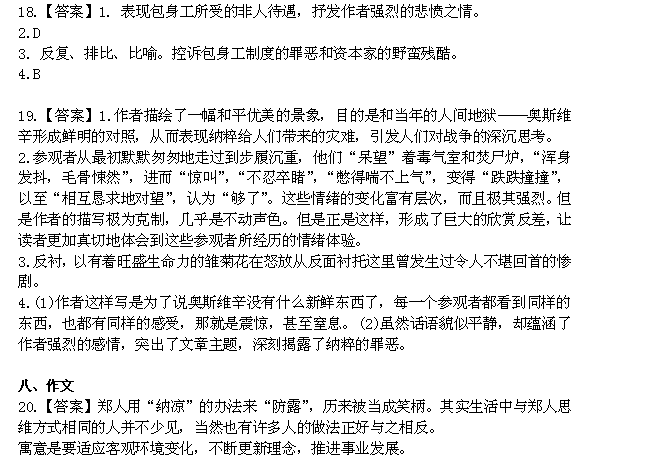 18.【答案】1. 表现包身工所受的非人待遇，抒发作者强烈的悲愤之情。
2.D
3. 反复、排比、比喻。控诉包身工制度的罪恶和资本家的野蛮残酷。
4.B
19.【答案】1.作者描绘了一幅和平优美的景象，目的是和当年的人间地狱——奥斯维
辛形成鲜明的对照，从而表现纳粹给人们带来的灾难，引发人们对战争的深沉思考。
2.参观者从最初默默匆匆地走过到步履沉重，他们“呆望”着毒气室和焚尸炉，“浑身
发抖，毛骨悚然”，进而“惊叫”，“不忍卒睹”，“憋得喘不上气”，变得“跌跌撞撞”，
以至“相互恳求地对望”，认为“够了”。这些情绪的变化富有层次，而且极其强烈。但
是作者的描写极为克制，几乎是不动声色。但是正是这样，形成了巨大的欣赏反差，让
读者更加真切地体会到这些参观者所经历的情绪体验。
3.反衬，以有着旺盛生命力的雏菊花在怒放从反面衬托这里曾发生过令人不堪回首的惨
剧。
4.(1)作者这样写是为了说奥斯维辛没有什么新鲜东西了，每一个参观者都看到同样的
东西，也都有同样的感受，那就是震惊，甚至窒息。(2)虽然话语貌似平静，却蕴涵了
作者强烈的感情，突出了文章主题，深刻揭露了纳粹的罪恶。
八、作文
20.【答案】郑人用“纳凉”的办法来“防露”，历来被当成笑柄。其实生活中与郑人思
维方式相同的人并不少见，当然也有许多人的做法正好与之相反。
寓意是要适应客观环境变化，不断更新理念，推进事业发展。